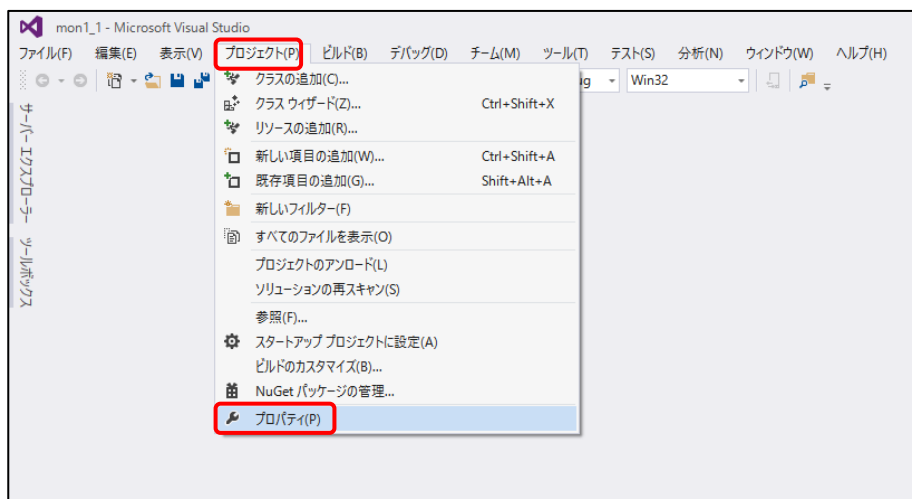 mon1_1 - Microsoft Visual Studio
ファイル(F) 編集(E) 表示(V) プロジェクト(P) ビルド(B) デバッグ(D) チーム(M) ツール(T) テスト(S) 分析(N) ウィンドウ(W) ヘルプ(H)
Win32
サーバー エクスプローラー
ツールボックス
クラスの追加(C)...
クラス ウィザード(Z)... Ctrl+Shift+X
リソースの追加(R)...
新しい項目の追加(W)... Ctrl+Shift+A
既存項目の追加(G)... Shift+Alt+A
新しいフィルター(F)
すべてのファイルを表示(O)
プロジェクトのアンロード(L)
ソリューションの再スキャン(S)
参照(F)...
スタートアップ プロジェクトに設定(A)
ビルドのカスタマイズ(B)...
NuGet パッケージの管理...
プロパティ(P)